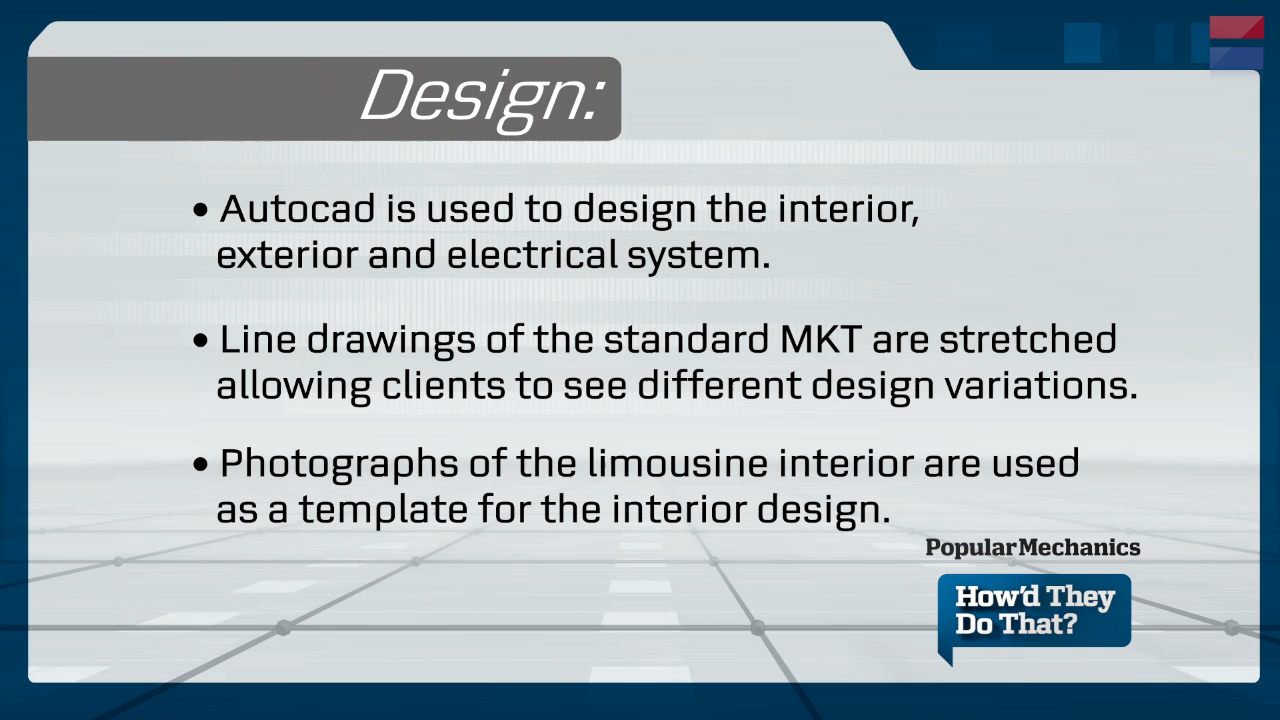 Design:
• Autocad is used to design the interior,
exterior and electrical system.
• Line drawings of the standard MKT are stretched
allowing clients to see different design variations.
• Photographs of the limousine interior are used
as a template for the interior design.
PopularMechanics
How'd They
Do That?